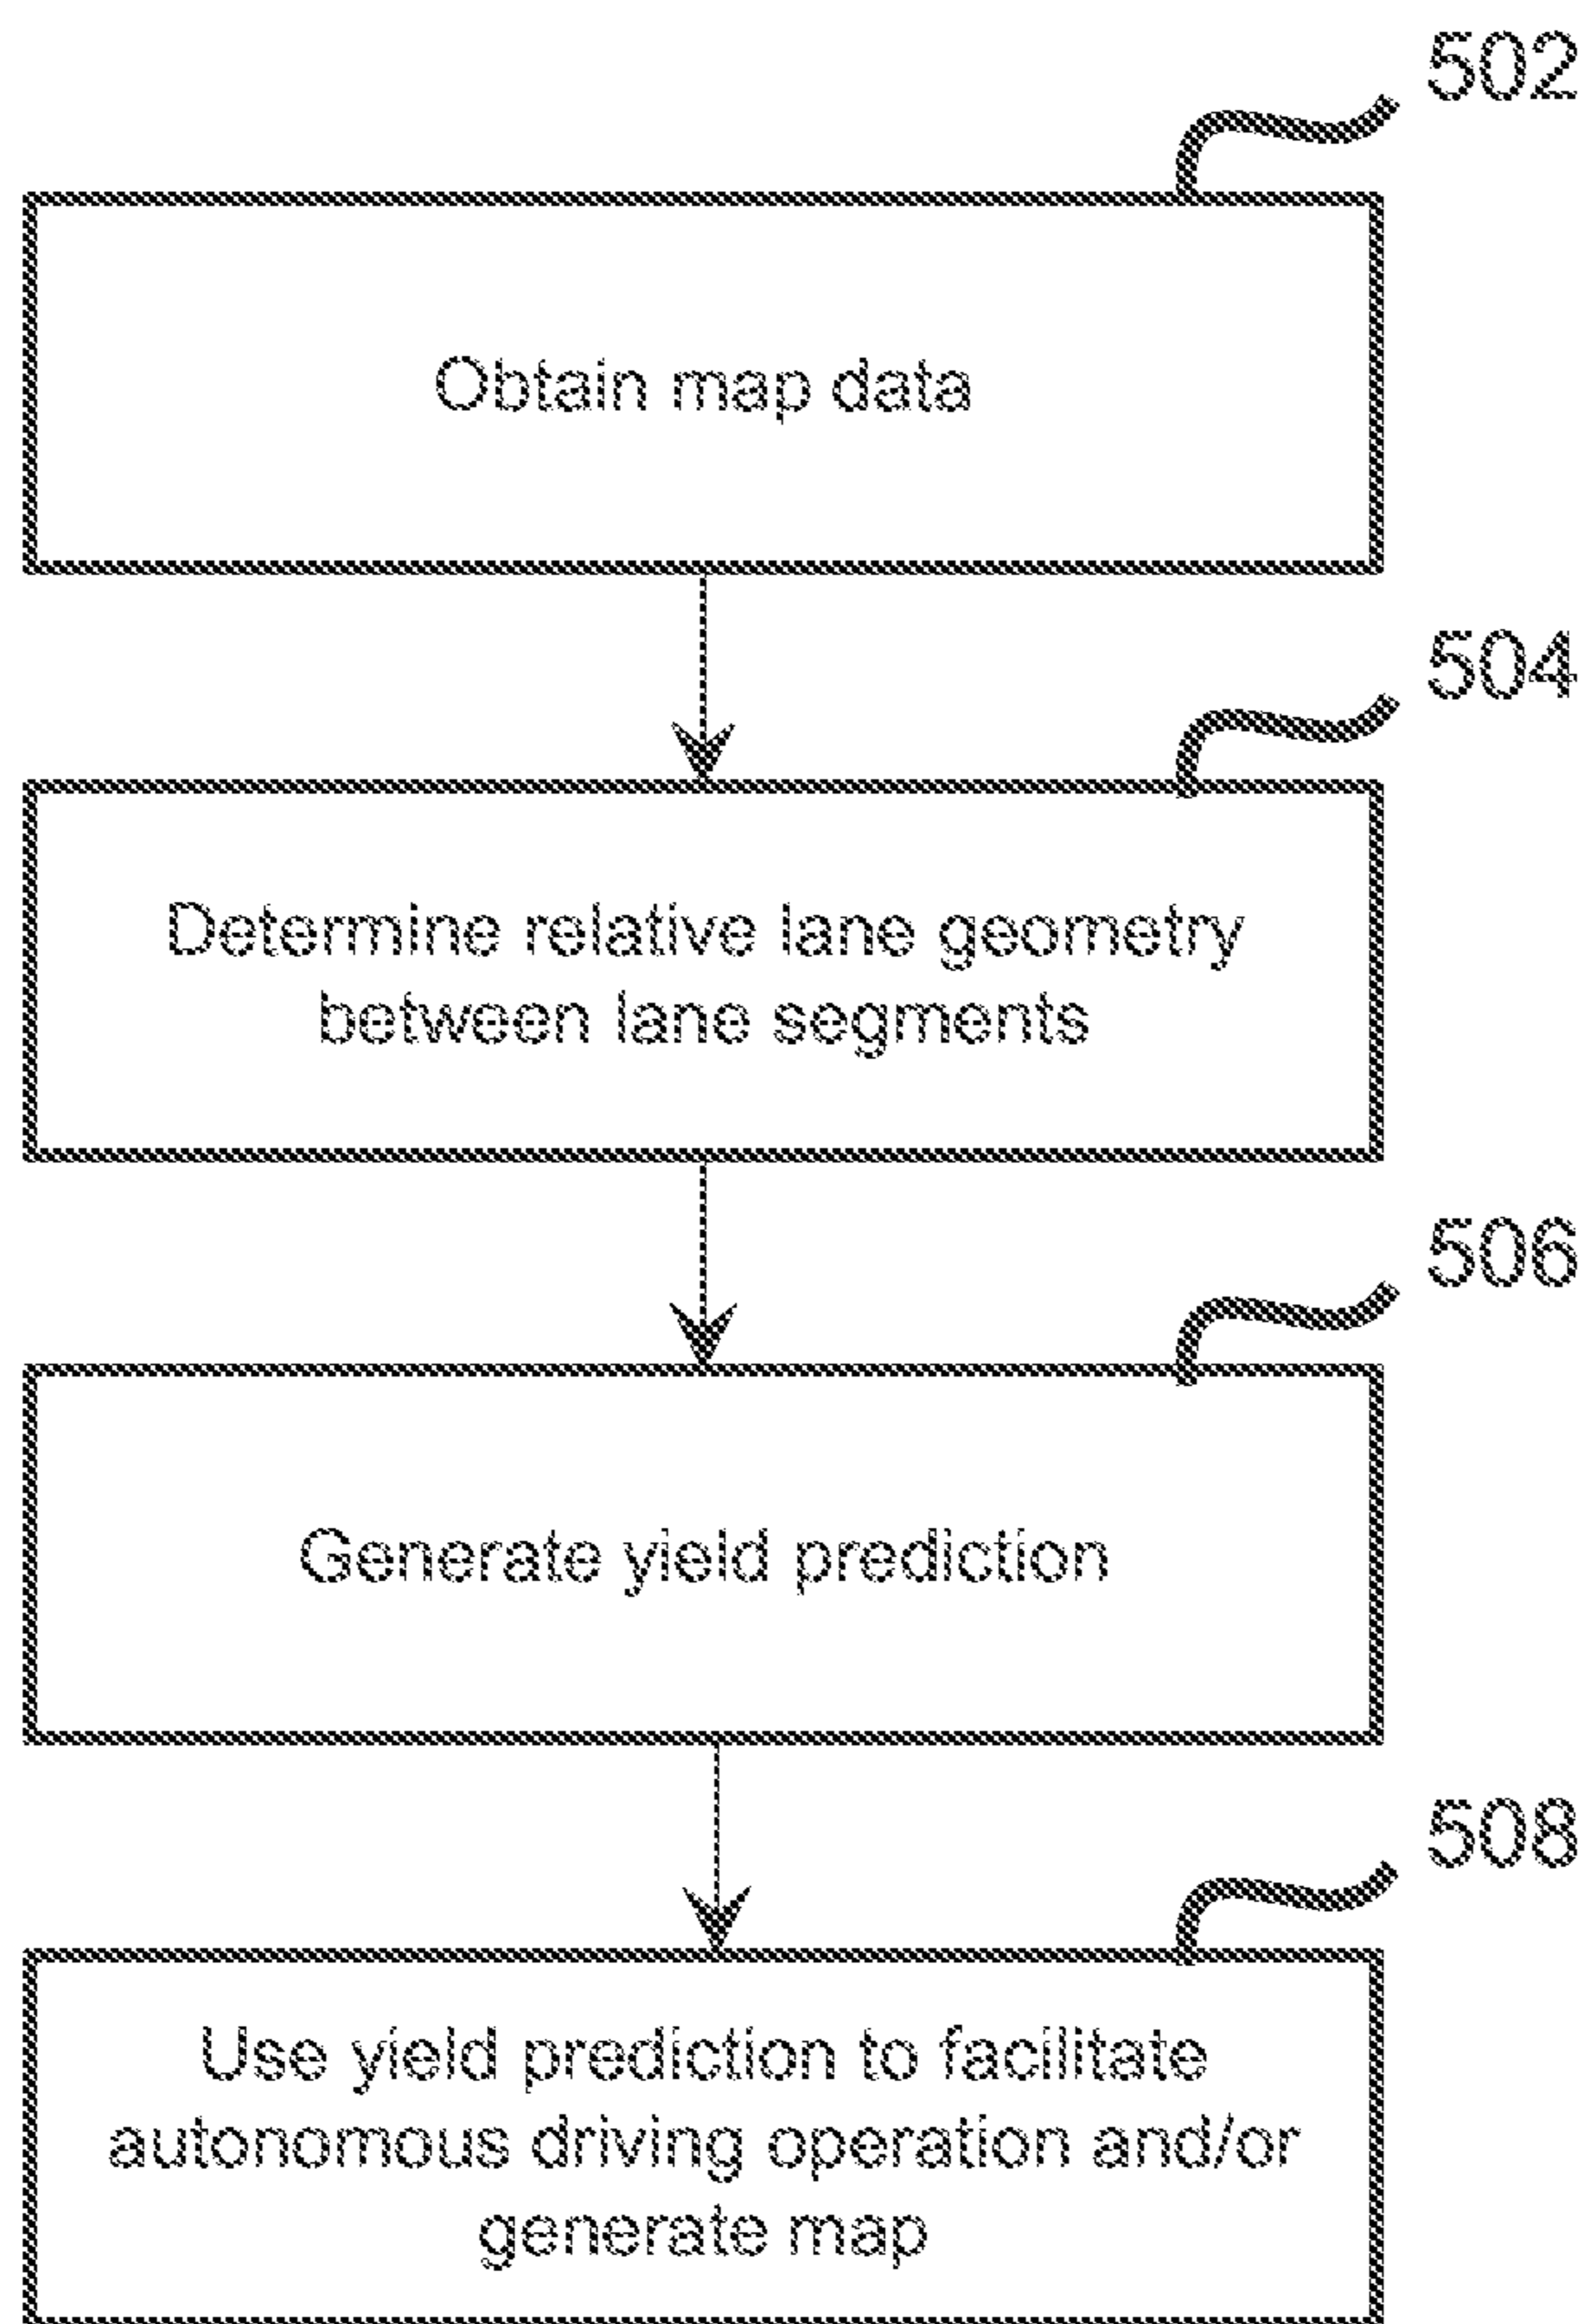 502
Obtain map data
504
Determine relative lane geometry
between lane segments
506
Generate yield prediction
508
Use yield prediction to facilitate
autonomous driving operation and/or
generate map